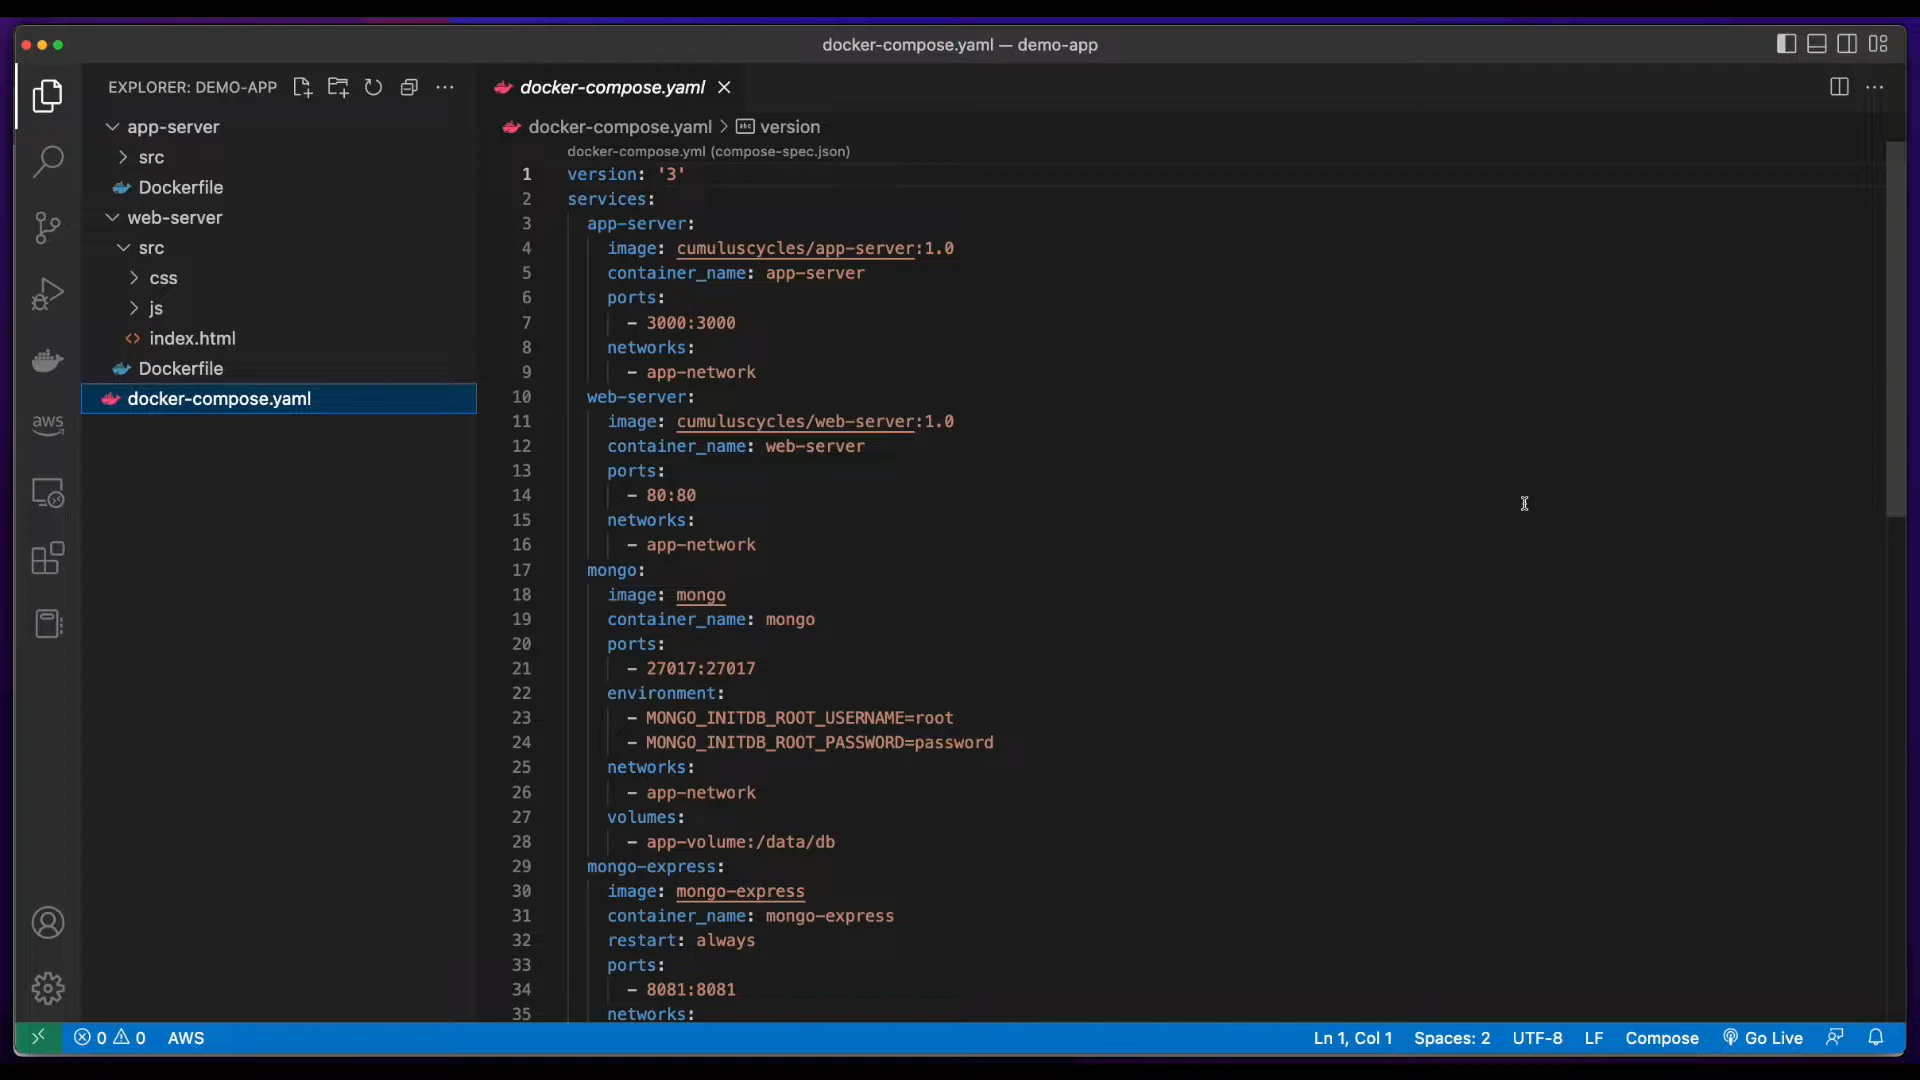 docker-compose.yaml — demo-app
EXPLORER: DEMO-APP
app-server
src
Dockerfile
web-server
src
css
js
index.html
Dockerfile
docker-compose.yaml
aws
docker-compose.yaml
docker-compose.yaml > version
docker-compose.yml (compose-spec.json)
1 version: '3'
2 services:
3 app-server:
4 image: cumuluscycles/app-server:1.0
5 container_name: app-server
6 ports:
7 - 3000:3000
8 networks:
9 - app-network
10 web-server:
11 image: cumuluscycles/web-server:1.0
12 container_name: web-server
13 ports:
14 - 80:80
15 networks:
16 - app-network
17 mongo:
18 image: mongo
19 container_name: mongo
20 ports:
21 - 27017:27017
22 environment:
23 - MONGO_INITDB_ROOT_USERNAME=root
24 - MONGO_INITDB_ROOT_PASSWORD=password
25 networks:
26 - app-network
27 volumes:
28 - app-volume:/data/db
29 mongo-express:
30 image: mongo-express
31 container_name: mongo-express
32 restart: always
33 ports:
34 - 8081:8081
35 networks:
0 0 AWS Ln 1, Col 1 Spaces: 2 UTF-8 LF Compose Go Live